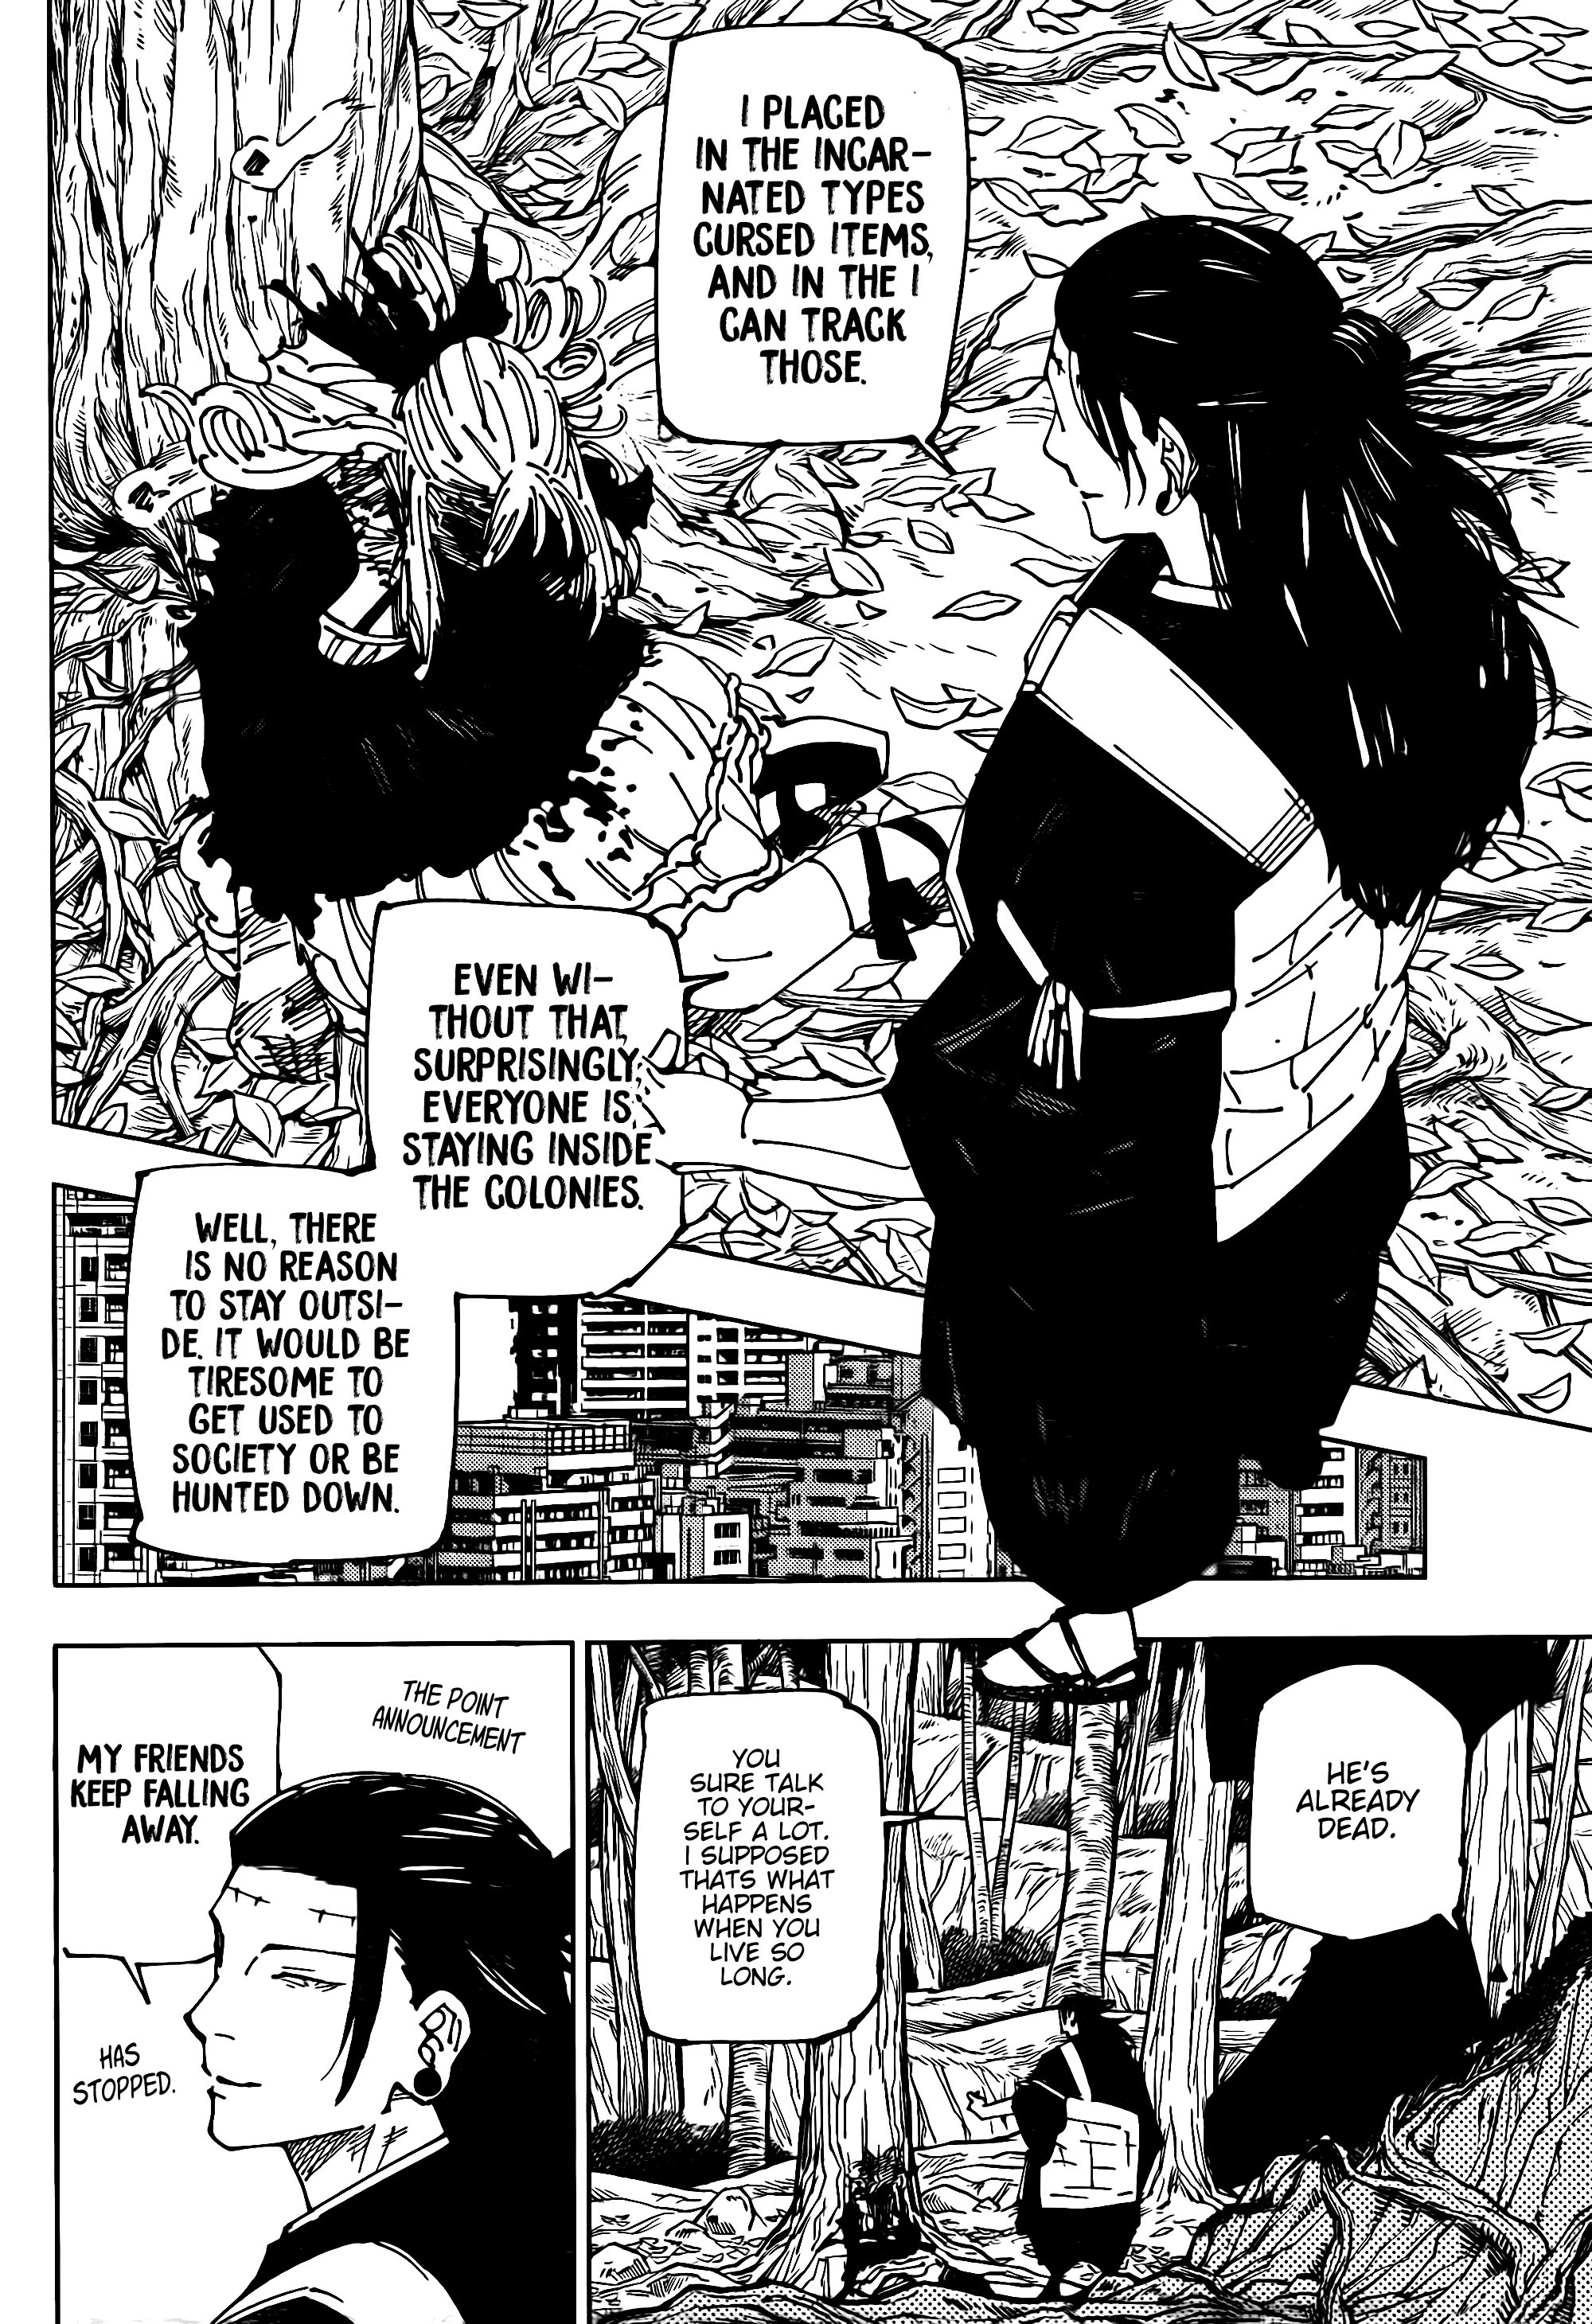 I PLACED
IN THE INCAR-
NATED TYPES
CURSED ITEMS,
AND IN THE I
CAN TRACK
THOSE.
EVEN WI-
THOUT THAT,
SURPRISINGLY,
EVERYONE IS
STAYING INSIDE
THE COLONIES.
WELL, THERE
IS NO REASON
TO STAY OUTSI-
DE. IT WOULD BE
TIRESOME TO
GET USED TO
SOCIETY OR BE
HUNTED DOWN.
HE'S
ALREADY
DEAD.
YOU
SURE TALK
TO YOUR-
SELF A LOT.
I SUPPOSED
THATS WHAT
HAPPENS
WHEN YOU
LIVE SO
LONG.
THE POINT
ANNOUNCEMENT
MY FRIENDS
KEEP FALLING
AWAY.
HAS
STOPPED.